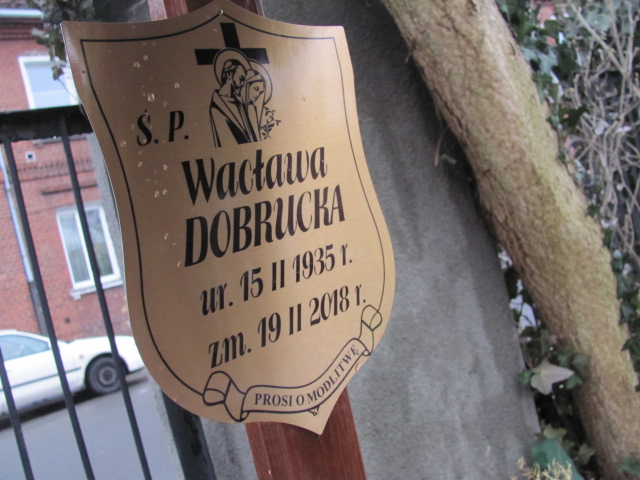 Ś. P.
Wacława
DOBRUCKA
ur. 15 II 1935 r.
zm. 19 II 2018 r.
PROSI O MODLITWĘ